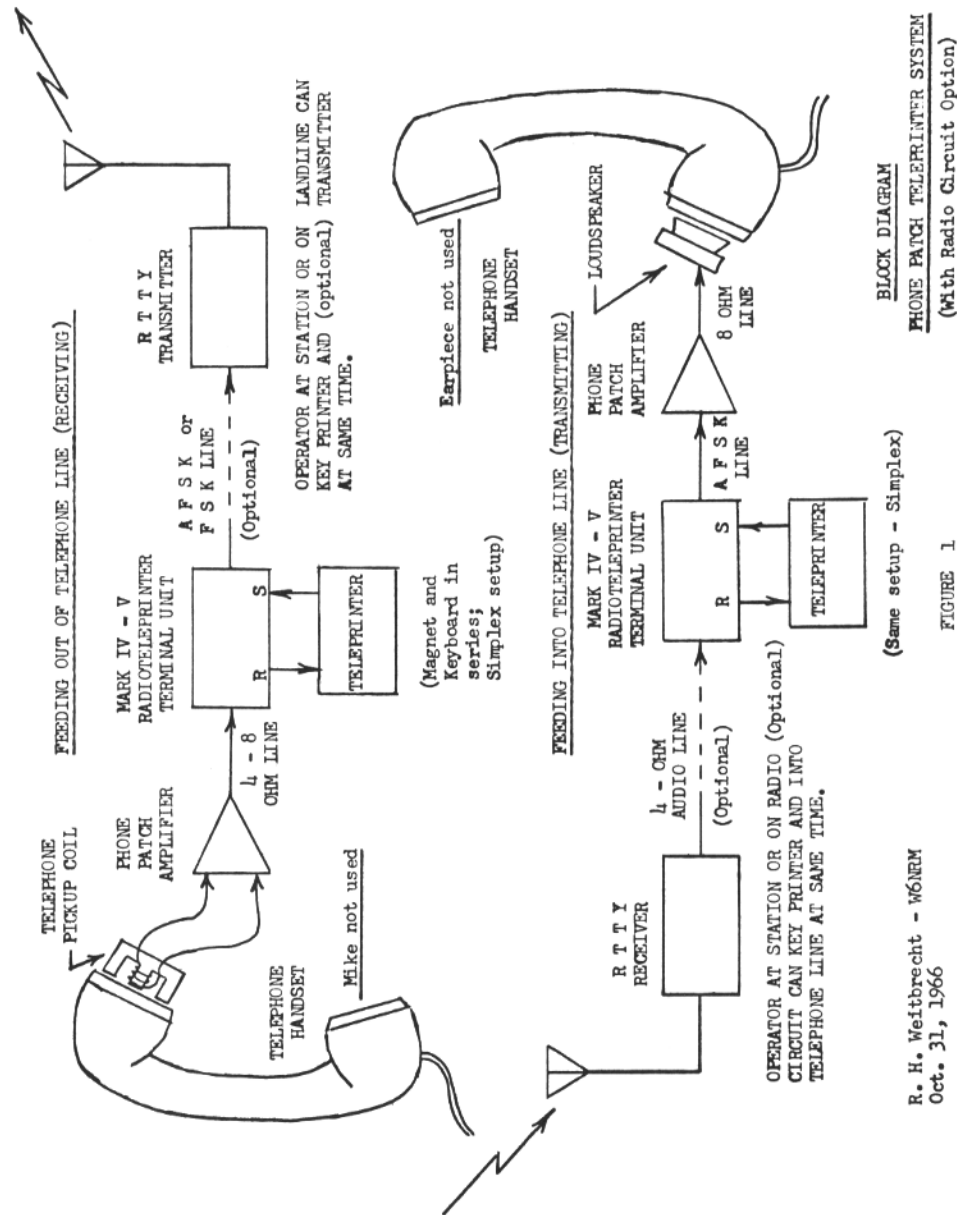 FEEDING OUT OF TELEPHONE LINE (RECEIVING)
TELEPHONE
PICKUP COIL
PHONE
PATCH
AMPLIFIER
4 - 8
OHM LINE
MARK IV - V
RADIOTELEPRINTER
TERMINAL UNIT
R
S
TELEPRINTER
(Magnet and
Keyboard in
series;
Simplex setup)
A F S K or
F S K LINE
(Optional)
R T T Y
TRANSMITTER
OPERATOR AT STATION OR ON LANDLINE CAN
KEY PRINTER AND (optional) TRANSMITTER
AT SAME TIME.
TELEPHONE
HANDSET
Mike not used
FEEDING INTO TELEPHONE LINE (TRANSMITTING)
R T T Y
RECEIVER
4 - OHM
AUDIO LINE
(Optional)
MARK IV - V
RADIOTELEPRINTER
TERMINAL UNIT
R
S
TELEPRINTER
(Same setup - Simplex)
A F S K
LINE
PHONE
PATCH
AMPLIFIER
8 OHM
LINE
LOUDSPEAKER
Earpiece not used
TELEPHONE
HANDSET
OPERATOR AT STATION OR ON RADIO (Optional)
CIRCUIT CAN KEY PRINTER AND INTO
TELEPHONE LINE AT SAME TIME.
R. H. Weitbrecht - W6NRM
Oct. 31, 1966
FIGURE 1
BLOCK DIAGRAM
PHONE PATCH TELEPRINTER SYSTEM
(With Radio Circuit Option)